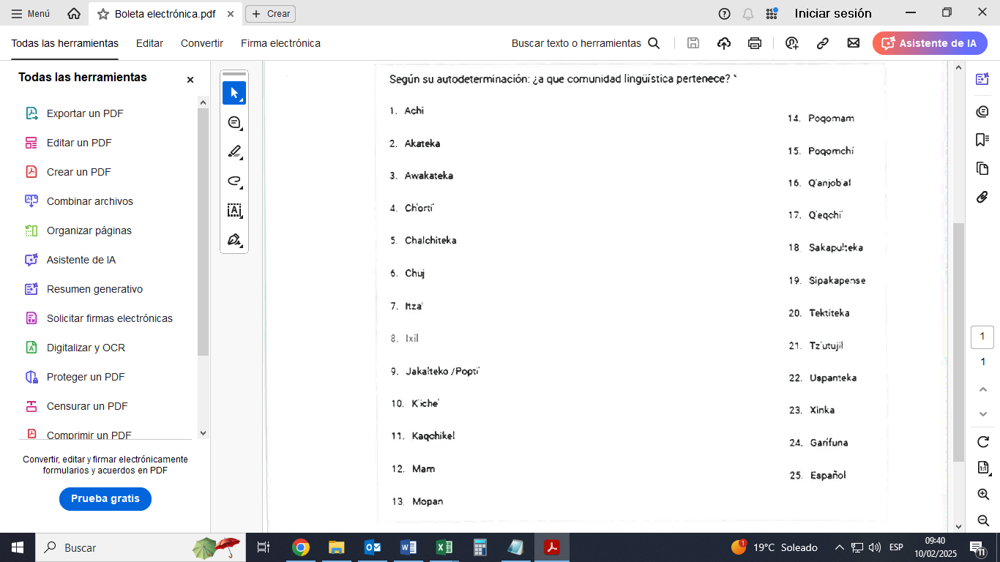 Menú
Boleta electrónica.pdf
Crear
Iniciar sesión
Todas las herramientas
Editar
Convertir
Firma electrónica
Buscar texto o herramientas
Asistente de IA
Todas las herramientas
Exportar un PDF
Editar un PDF
Crear un PDF
Combinar archivos
Organizar páginas
Asistente de IA
Resumen generativo
Solicitar firmas electrónicas
Digitalizar y OCR
Proteger un PDF
Censurar un PDF
Comprimir un PDF
Convertir, editar y firmar electrónicamente
formularios y acuerdos en PDF
Prueba gratis
Según su autodeterminación: ¿a que comunidad lingüística pertenece? *
1. Achi
2. Akateka
3. Awakateka
4. Ch'orti'
5. Chalchiteka
6. Chuj
7. Itza'
8. Ixil
9. Jakalteko /Popti'
10. K'iche'
11. Kaqchikel
12. Mam
13. Mopan
14. Poqomam
15. Poqomchí
16. Q'anjob'al
17. Q'eqchi'
18. Sakapulteka
19. Sipakapense
20. Tektiteka
21. Tz'utujil
22. Uspanteka
23. Xinka
24. Garífuna
25. Español
1
1
1:1
Buscar
1
19°C Soleado
ESP
09:40
10/02/2025
11